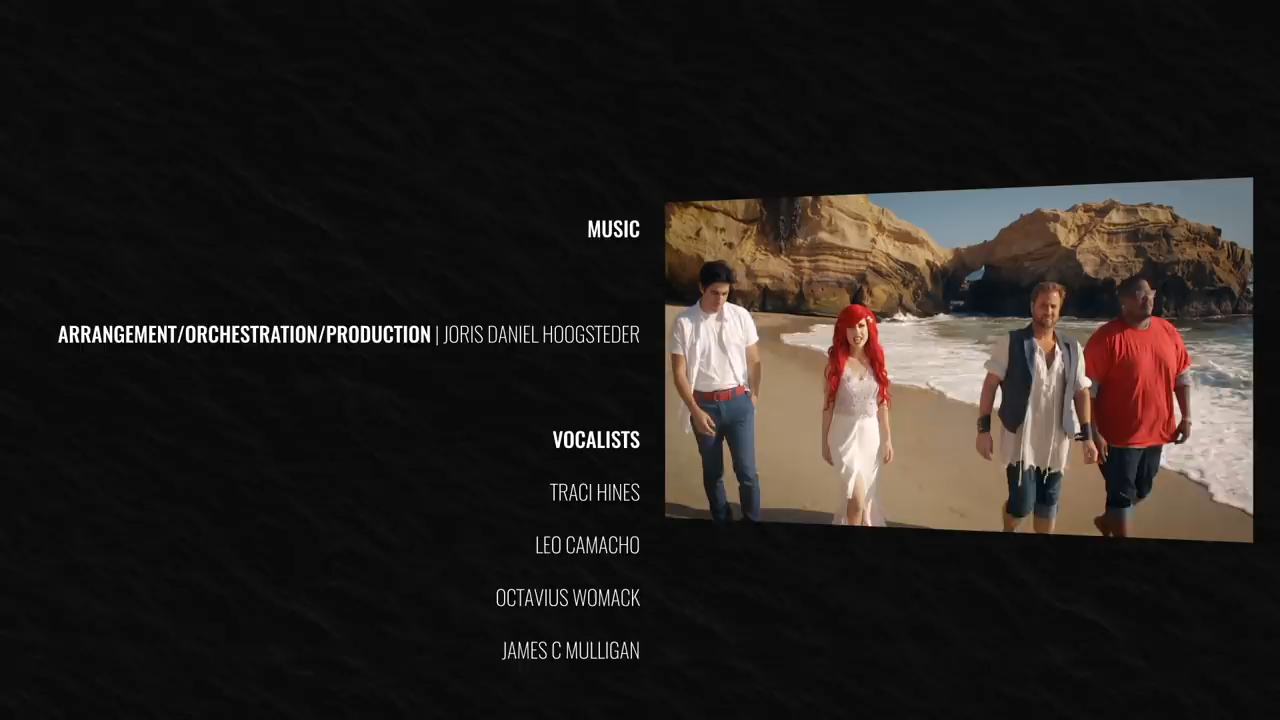 MUSIC
ARRANGEMENT/ORCHESTRATION/PRODUCTION | JORIS DANIEL HOOGSTEDER
VOCALISTS
TRACI HINES
LEO CAMACHO
OCTAVIUS WOMACK
JAMES C MULLIGAN